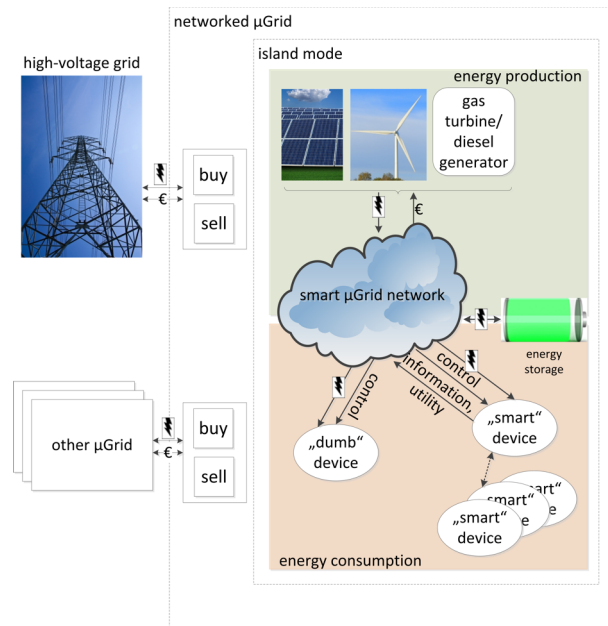 networked µGrid
island mode
high-voltage grid
energy production
gas
turbine/
diesel
generator
buy
€
sell
€
smart µGrid network
energy
storage
control
information,
utility
control
„smart“
device
„dumb“
device
other µGrid
buy
€
sell
„smart“
device
energy consumption